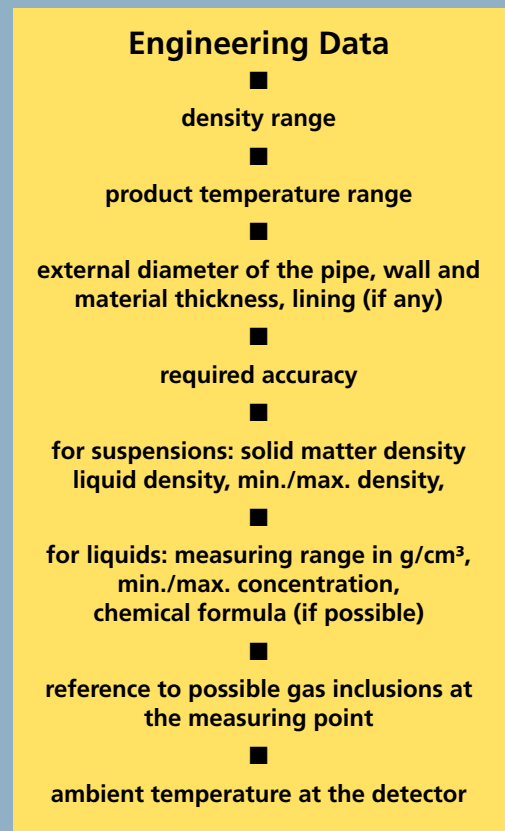 Engineering Data
■
density range
■
product temperature range
■
external diameter of the pipe, wall and
material thickness, lining (if any)
■
required accuracy
■
for suspensions: solid matter density
liquid density, min./max. density,
■
for liquids: measuring range in g/cm³,
min./max. concentration,
chemical formula (if possible)
■
reference to possible gas inclusions at
the measuring point
■
ambient temperature at the detector